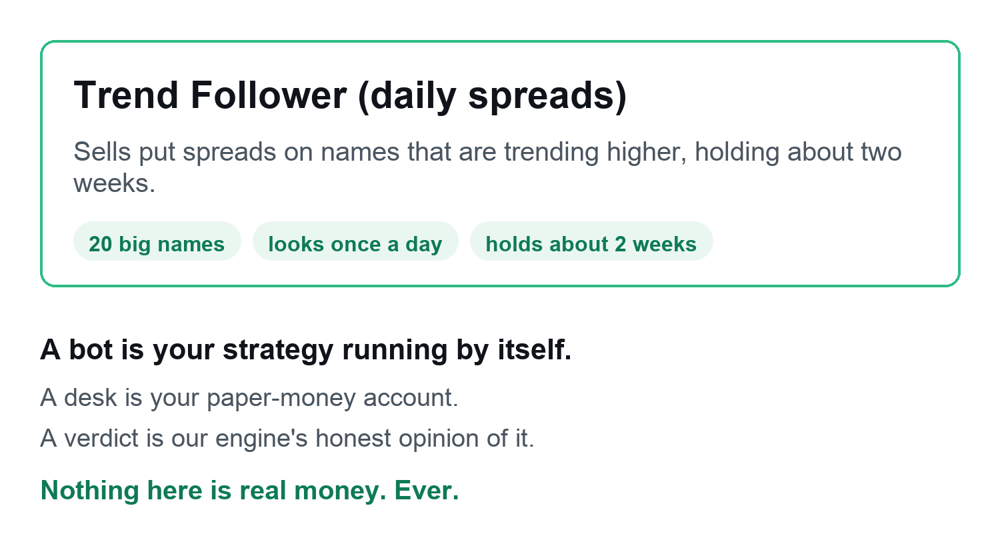 Trend Follower (daily spreads)
Sells put spreads on names that are trending higher, holding about two
weeks.
20 big names
looks once a day
holds about 2 weeks
A bot is your strategy running by itself.
A desk is your paper-money account.
A verdict is our engine's honest opinion of it.
Nothing here is real money. Ever.